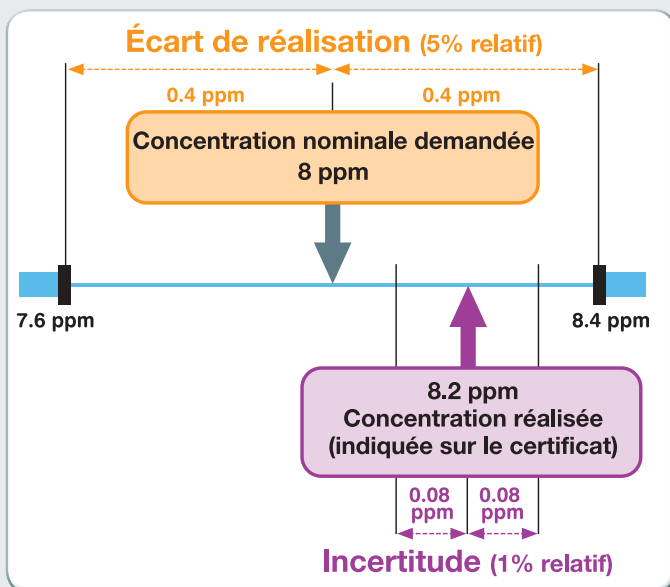 Écart de réalisation (5% relatif)
0.4 ppm 0.4 ppm
Concentration nominale demandée
8 ppm
7.6 ppm 8.4 ppm
8.2 ppm
Concentration réalisée
(indiquée sur le certificat)
0.08 0.08
ppm ppm
Incertitude (1% relatif)